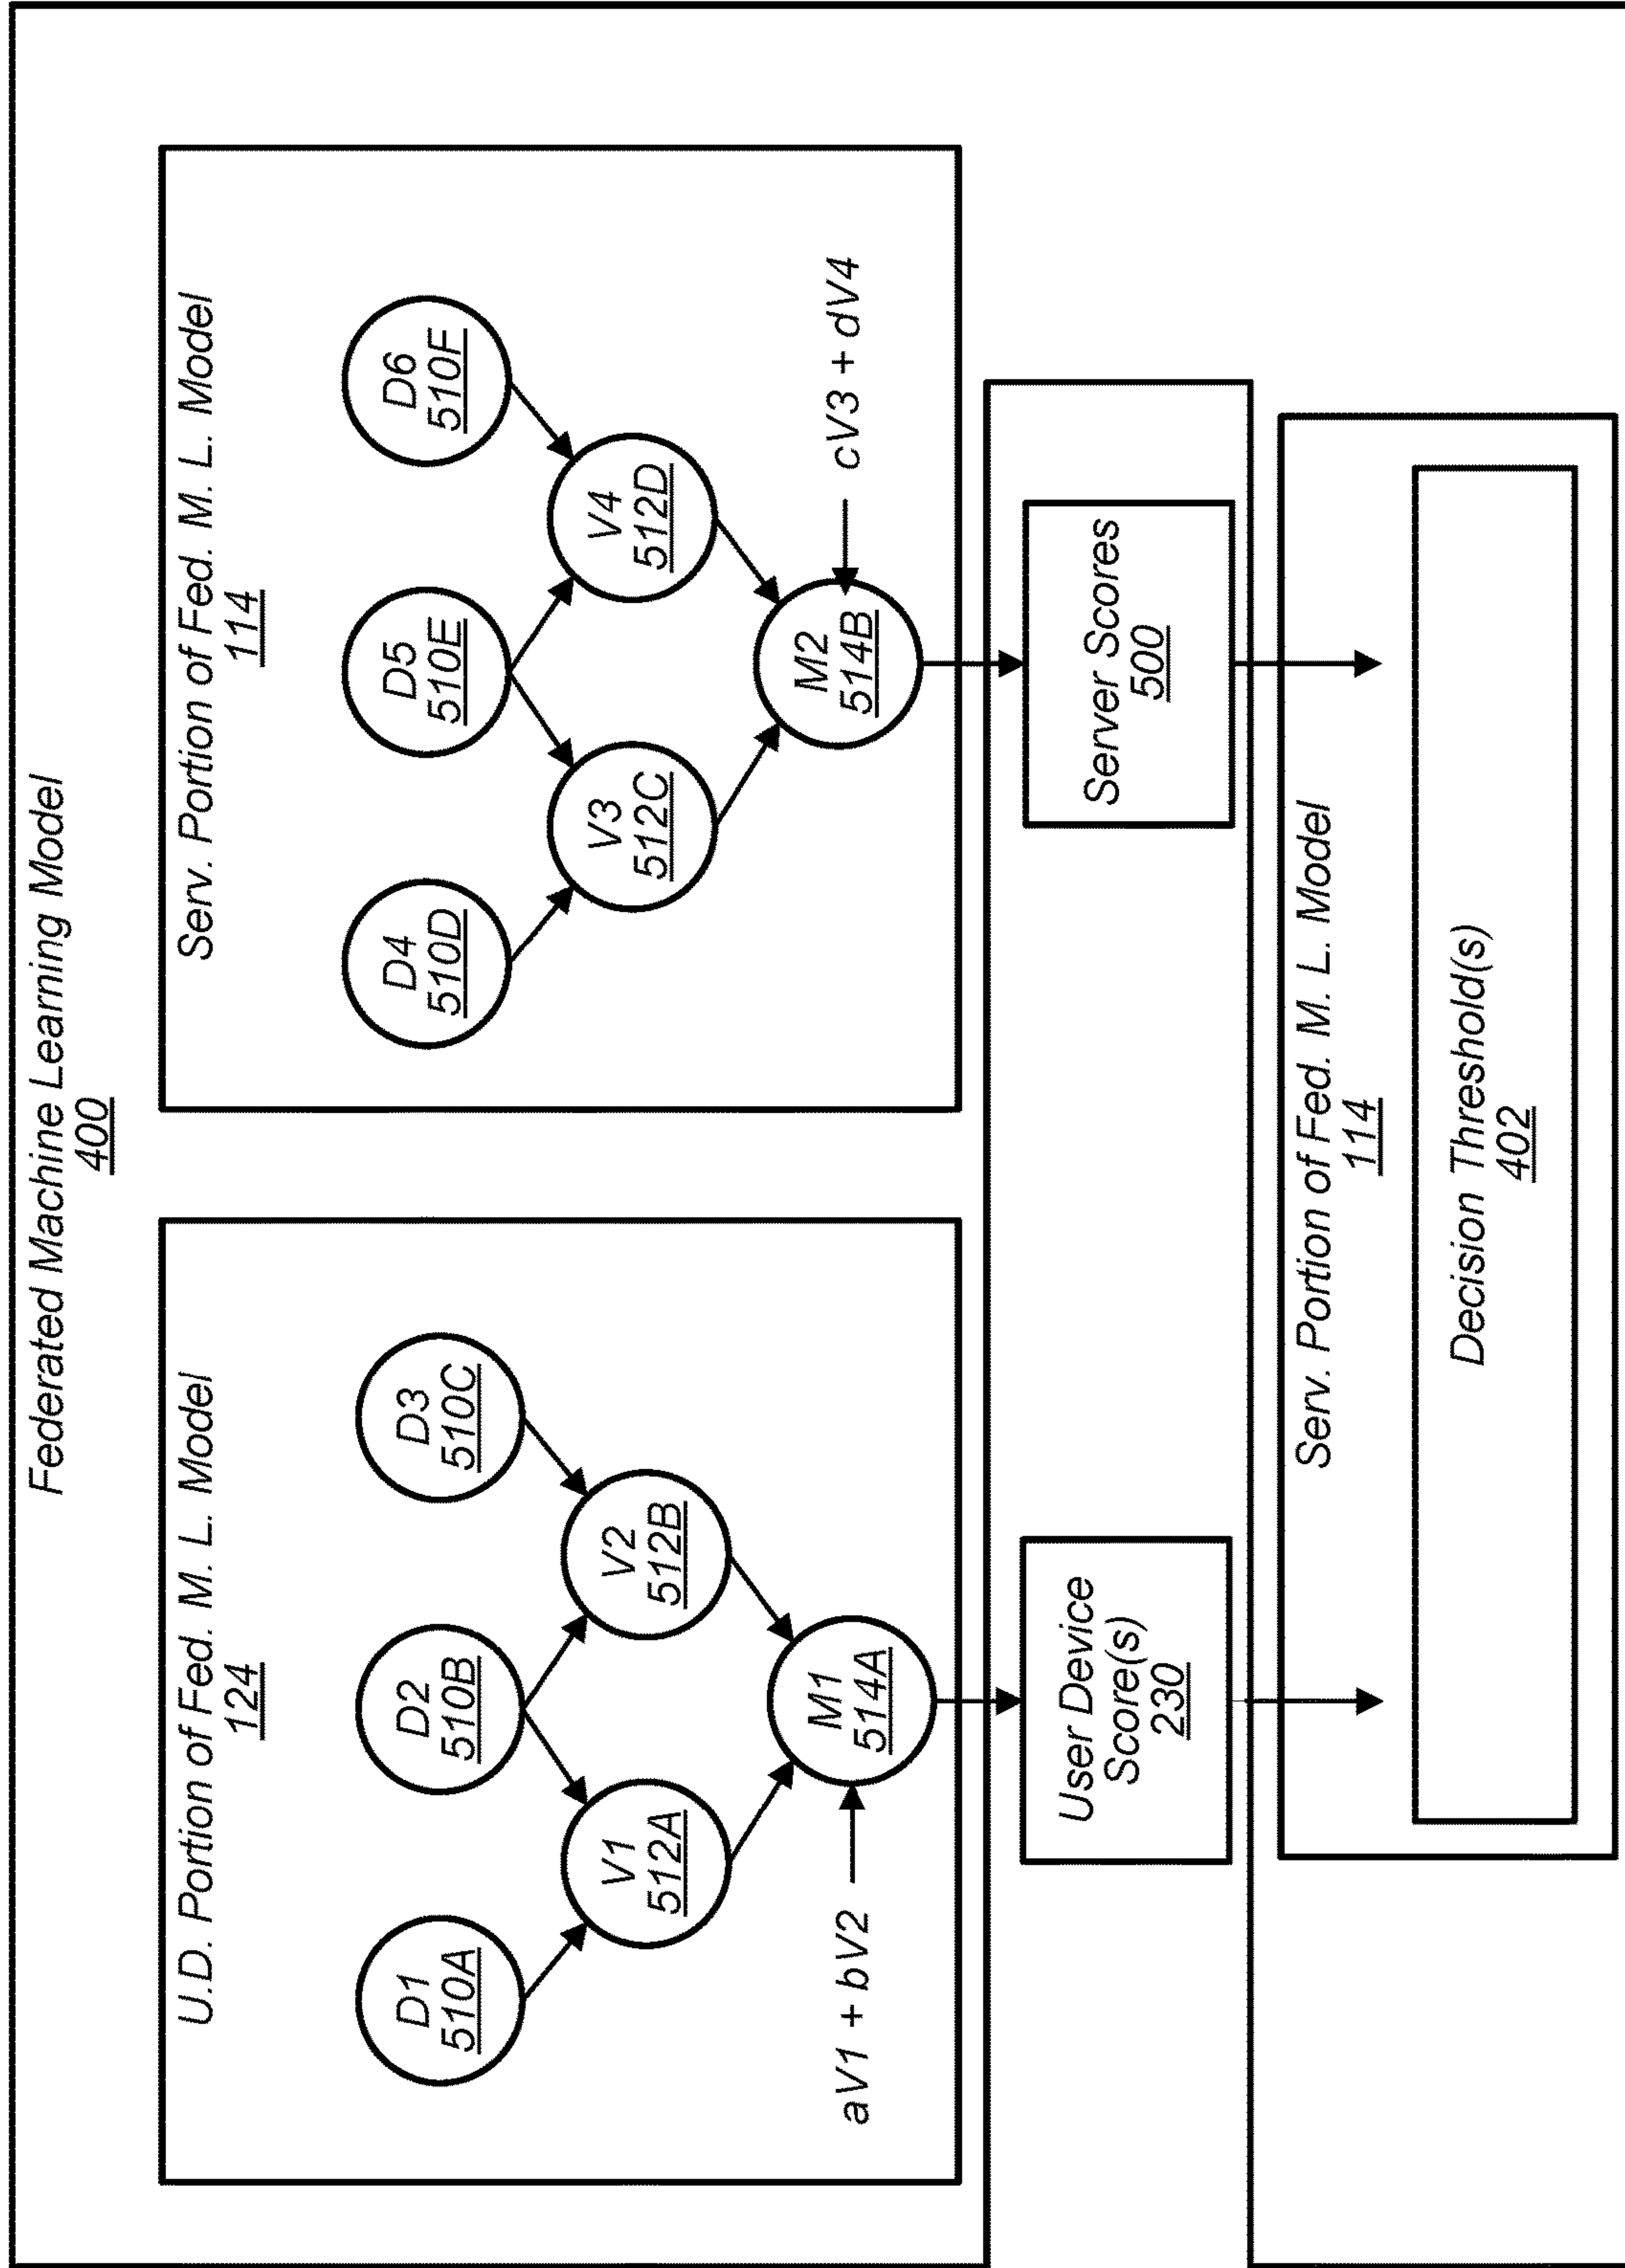 Federated Machine Learning Model
400
U.D. Portion of Fed. M. L. Model
124
D1
510A
D2
510B
D3
510C
V1
512A
V2
512B
aV1 + bV2
M1
514A
Serv. Portion of Fed. M. L. Model
114
D4
510D
D5
510E
D6
510F
V3
512C
V4
512D
M2
514B
cV3 + dV4
User Device
Score(s)
230
Server Scores
500
Serv. Portion of Fed. M. L. Model
114
Decision Threshold(s)
402